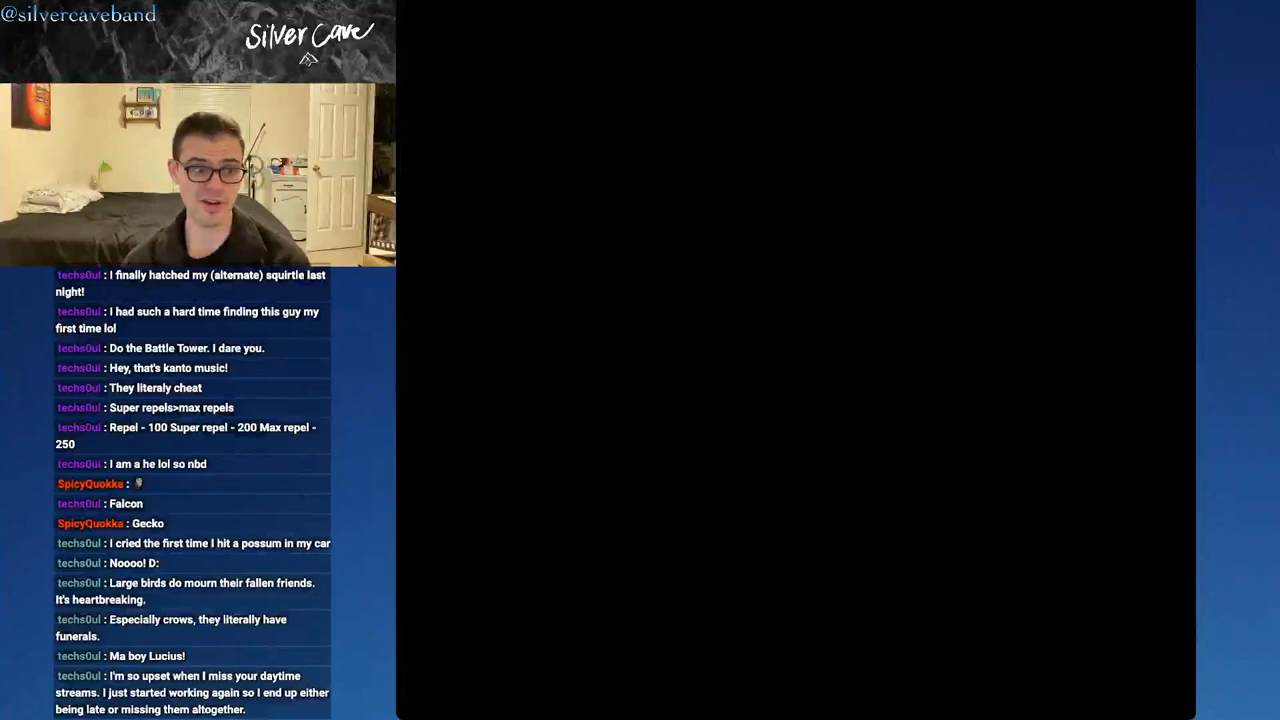 @silvercaveband
Silver Cave
techs0ul : I finally hatched my (alternate) squirtle last
night!
techs0ul : I had such a hard time finding this guy my
first time lol
techs0ul : Do the Battle Tower. I dare you.
techs0ul : Hey, that's kanto music!
techs0ul : They literaly cheat
techs0ul : Super repels>max repels
techs0ul : Repel - 100 Super repel - 200 Max repel -
250
techs0ul : I am a he lol so nbd
SpicyQuokka :
techs0ul : Falcon
SpicyQuokka : Gecko
techs0ul : I cried the first time I hit a possum in my car
techs0ul : Noooo! D:
techs0ul : Large birds do mourn their fallen friends.
It's heartbreaking.
techs0ul : Especially crows, they literally have
funerals.
techs0ul : Ma boy Lucius!
techs0ul : I'm so upset when I miss your daytime
streams. I just started working again so I end up either
being late or missing them altogether.